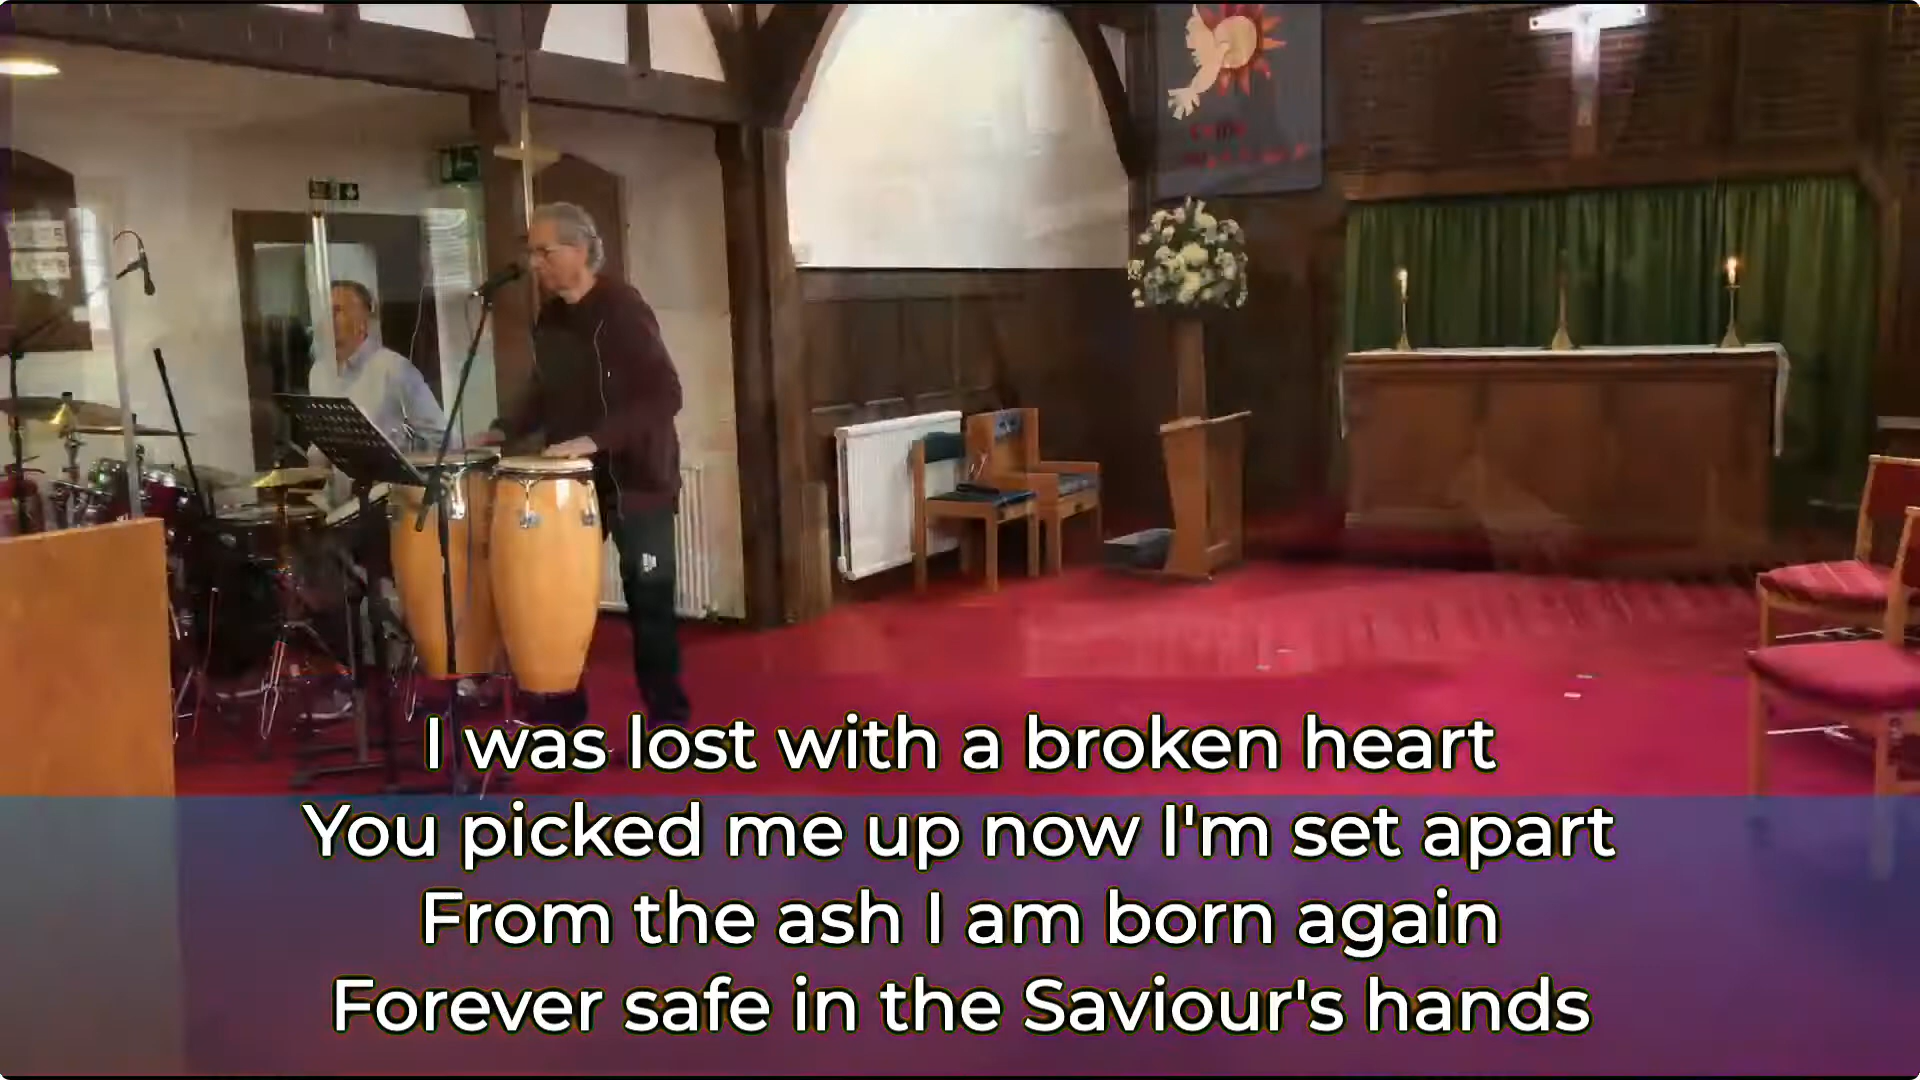 I was lost with a broken heart
You picked me up now I'm set apart
From the ash I am born again
Forever safe in the Saviour's hands